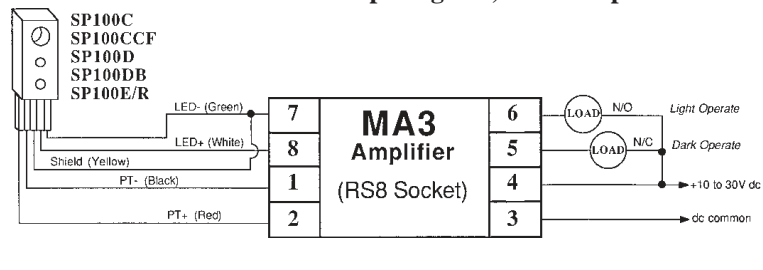 SP100C
SP100CCF
SP100D
SP100DB
SP100E/R
LED- (Green)
LED+ (White)
Shield (Yellow)
PT- (Black)
PT+ (Red)
7
8
1
2
MA3
Amplifier
(RS8 Socket)
6
5
4
3
LOAD N/O Light Operate
LOAD N/C Dark Operate
+10 to 30V dc
dc common